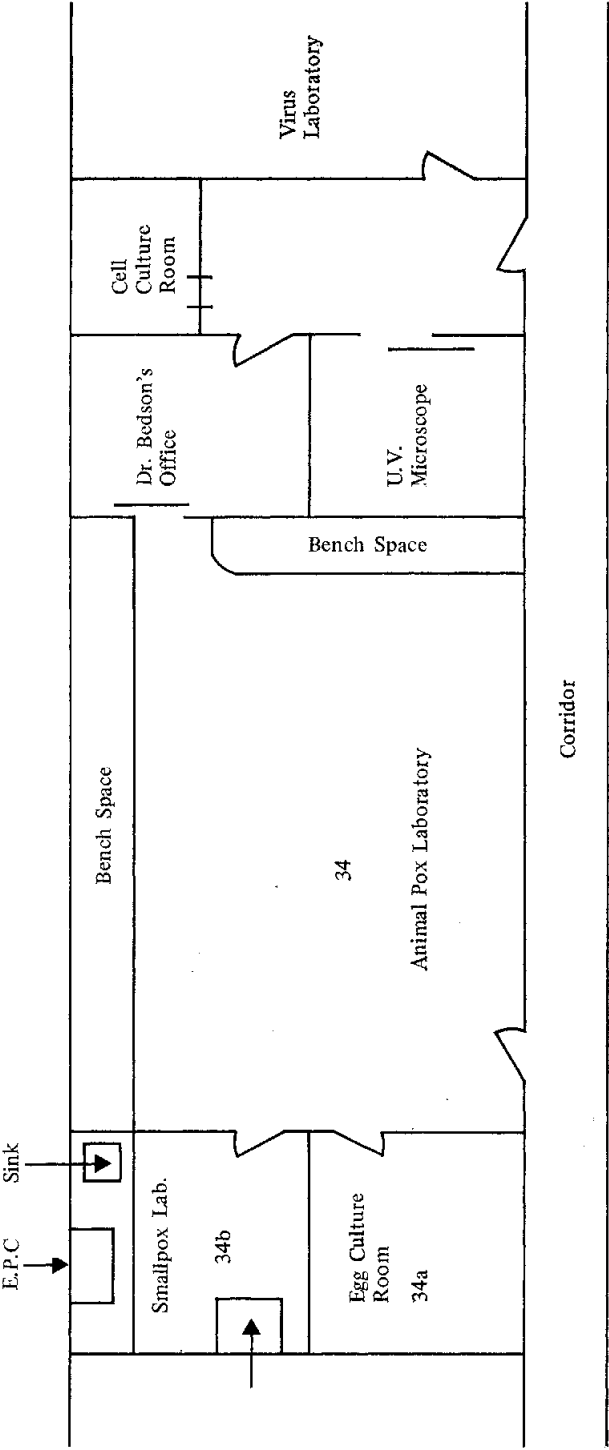 E.P.C
Sink
Smallpox Lab.
34b
Egg Culture
Room
34a
Bench Space
34
Animal Pox Laboratory
Bench Space
Dr. Bedson's
Office
U.V.
Microscope
Cell
Culture
Room
Virus
Laboratory
Corridor